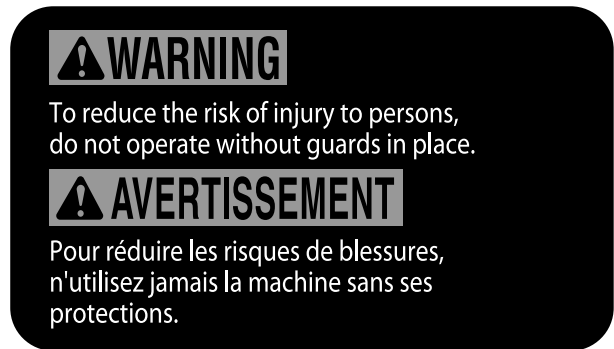 WARNING
To reduce the risk of injury to persons,
do not operate without guards in place.
AVERTISSEMENT
Pour réduire les risques de blessures,
n'utilisez jamais la machine sans ses
protections.